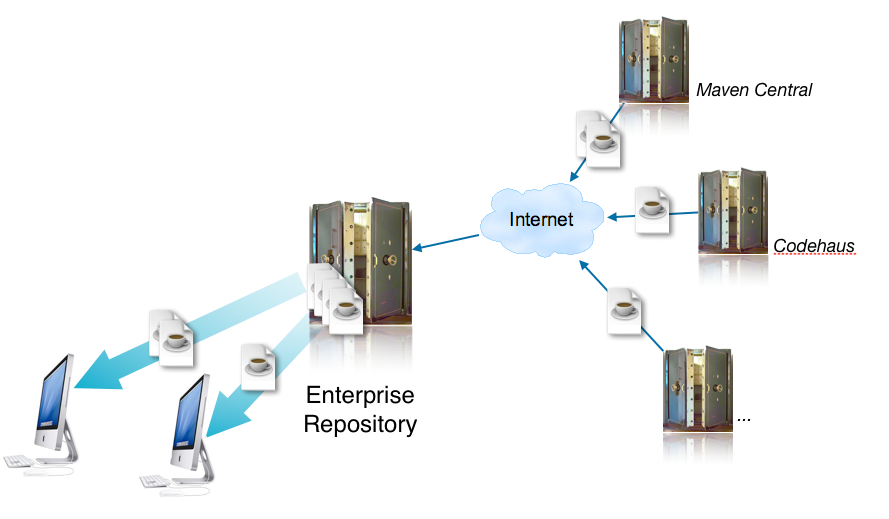 Maven Central
Internet
Codehaus
Enterprise
Repository
...